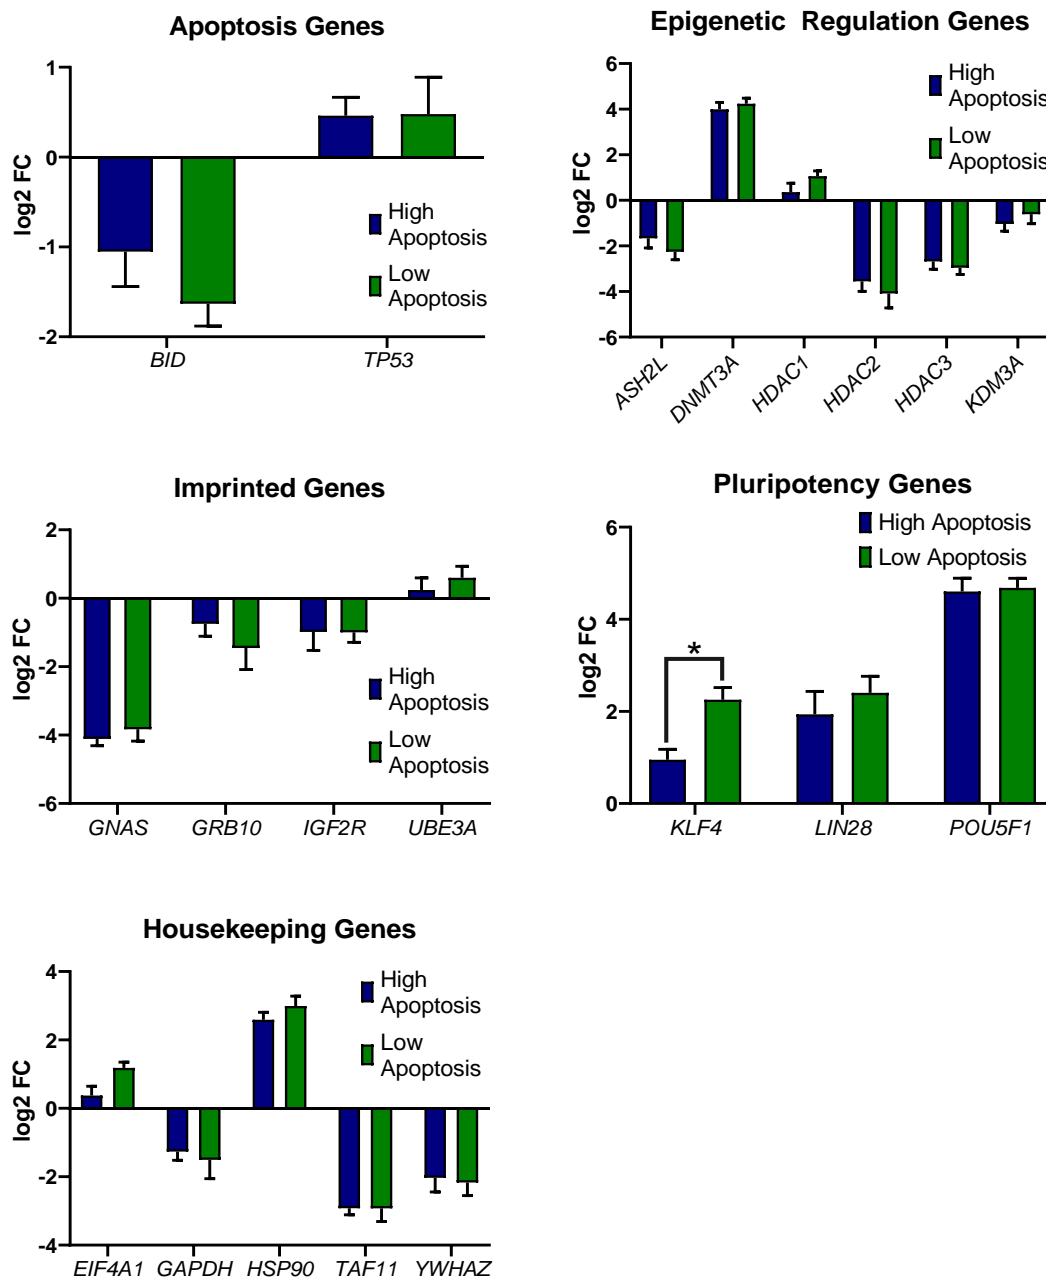 Apoptosis Genes
1
0
-1
-2
log2 FC
High
Apoptosis
Low
Apoptosis
BID TP53
Epigenetic Regulation Genes
6
4
2
0
-2
-4
-6
log2 FC
High
Apoptosis
Low
Apoptosis
ASH2L DNMT3A HDAC1 HDAC2 HDAC3 KDM3A
Imprinted Genes
2
0
-2
-4
-6
log2 FC
High
Apoptosis
Low
Apoptosis
GNAS GRB10 IGF2R UBE3A
Pluripotency Genes
6
4
2
0
log2 FC
High Apoptosis
Low Apoptosis
*
KLF4 LIN28 POU5F1
Housekeeping Genes
4
2
0
-2
-4
log2 FC
High
Apoptosis
Low
Apoptosis
EIF4A1 GAPDH HSP90 TAF11 YWHAZ